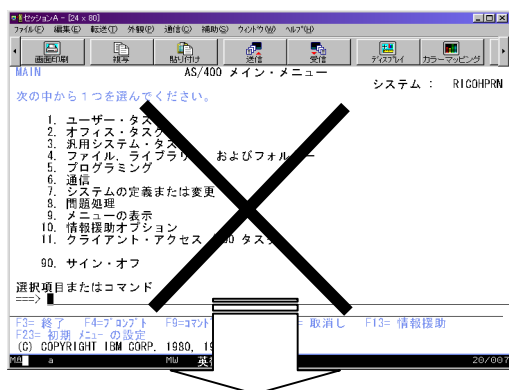 セッションA - [24 x 80]
ファイル(F) 編集(E) 転送(T) 外観(P) 通信(C) 補助(S) ウィンドウ(W) ヘルプ(H)
画面印刷 複写 貼り付け 送信 受信 ディスプレイ カラーマッピング
MAIN AS/400 メイン・メニュー
システム : RICOHPRN
次の中から１つを選んでください。
1. ユーザー・タス
2. オフィス・タスク
3. 汎用システム・タス
4. ファイル、ライブラリー、およびフォルダー
5. プログラミング
6. 通信
7. システムの定義または変更
8. 問題処理
9. メニューの表示
10. 情報援助オプション
11. クライアント・アクセス 400 タス
90. サイン・オフ
選択項目またはコマンド
===>
F3= 終了 F4=プロンプト F9=コマンド = 取消し F13= 情報援助
F23= 初期 メニュー の設定
(C) COPYRIGHT IBM CORP. 1980, 19
MA a MW 英 20/007